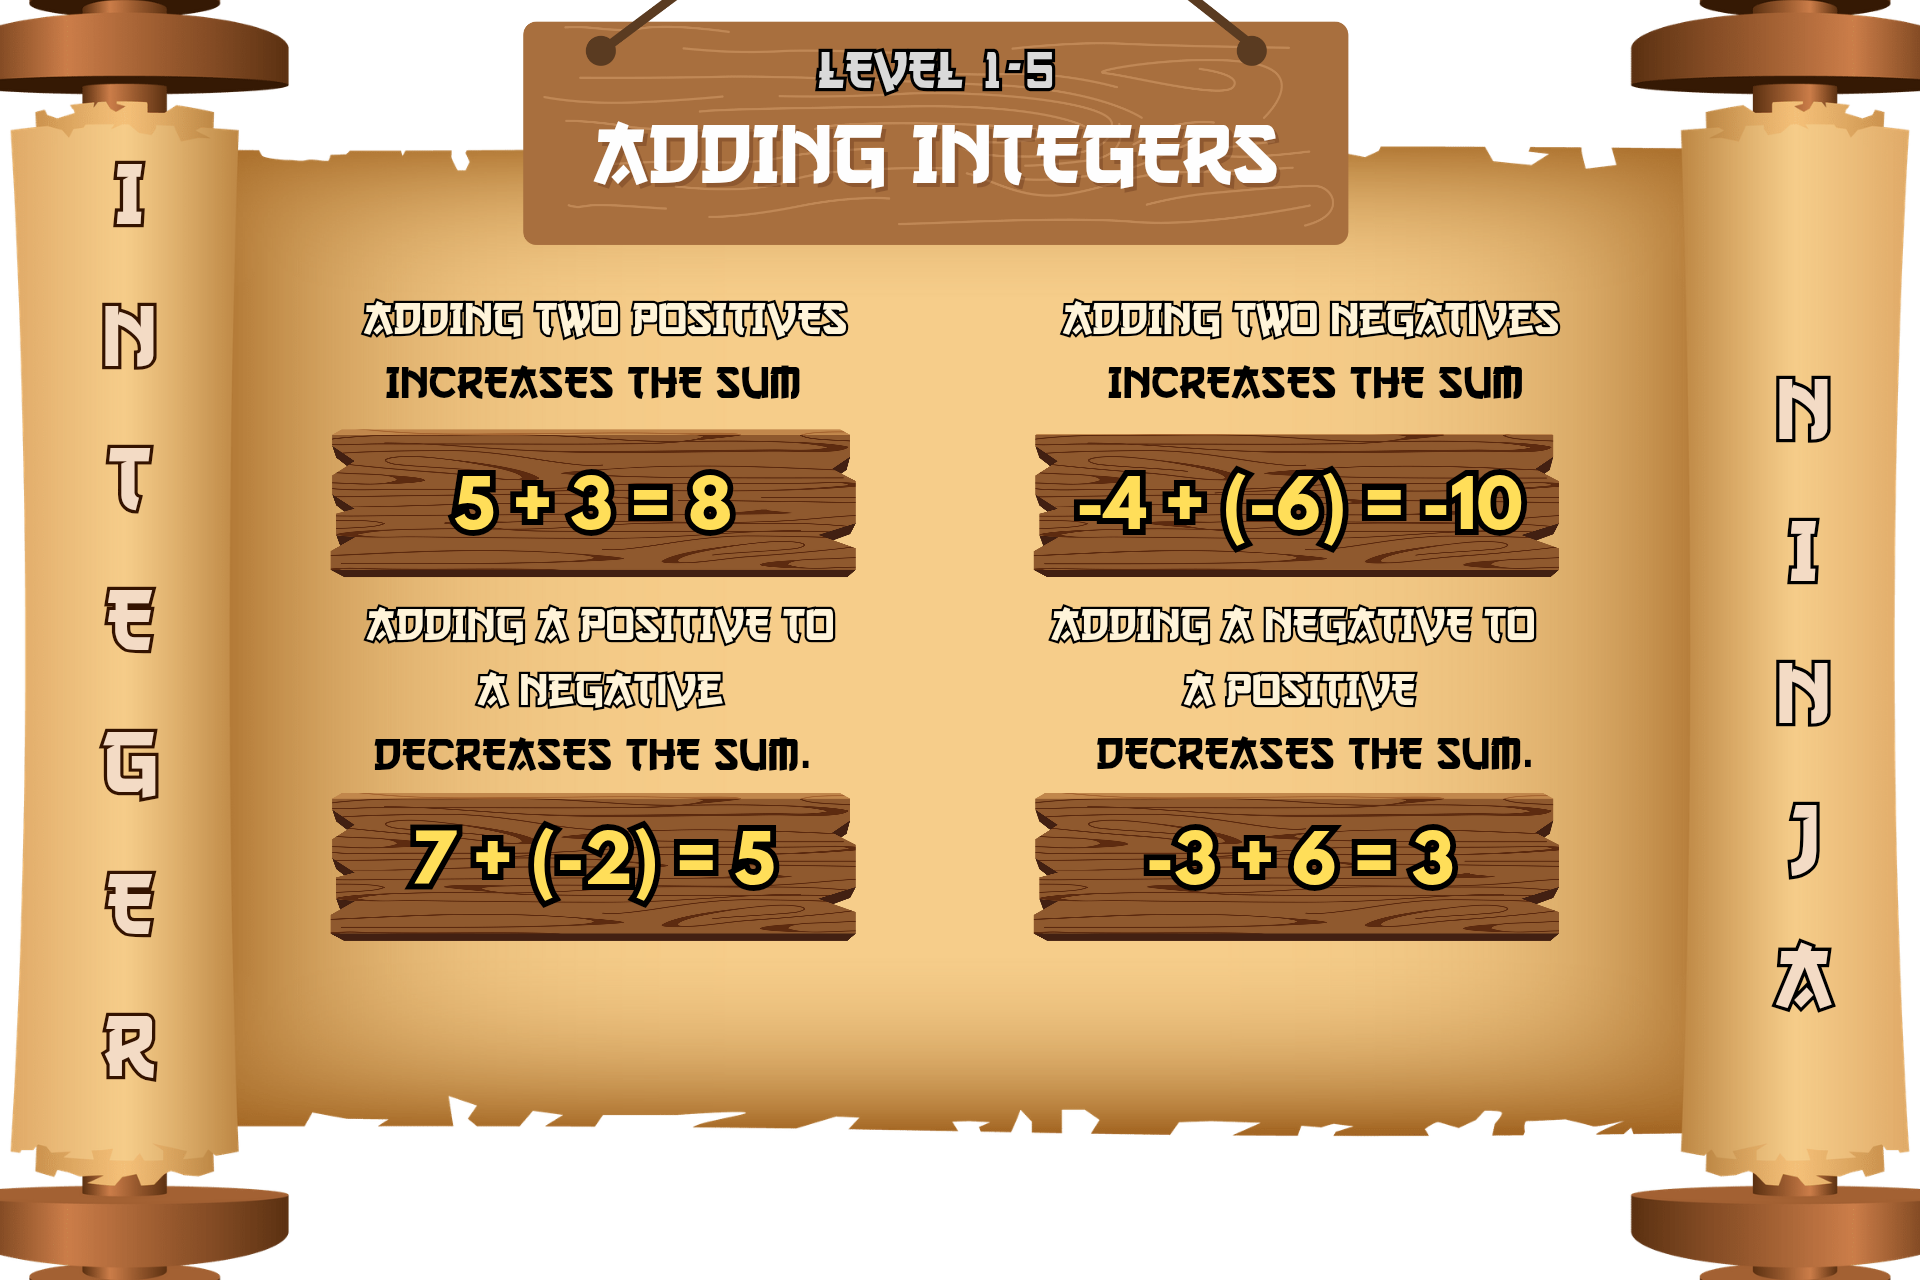 LEVEL 1-5
ADDING INTEGERS
INTEGER
ADDING TWO POSITIVES
INCREASES THE SUM
5 + 3 = 8
ADDING TWO NEGATIVES
INCREASES THE SUM
-4 + (-6) = -10
ADDING A POSITIVE TO
A NEGATIVE
DECREASES THE SUM.
7 + (-2) = 5
ADDING A NEGATIVE TO
A POSITIVE
DECREASES THE SUM.
-3 + 6 = 3
NINJA